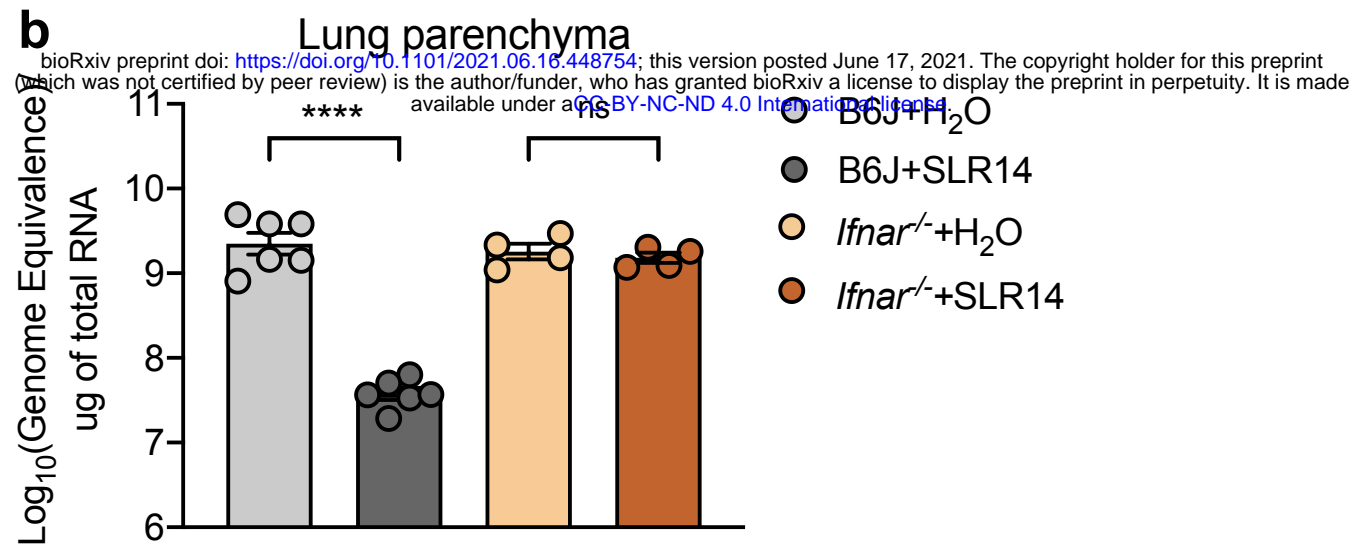 b
Lung parenchyma
bioRxiv preprint doi: https://doi.org/10.1101/2021.06.16.448754; this version posted June 17, 2021. The copyright holder for this preprint
(which was not certified by peer review) is the author/funder, who has granted bioRxiv a license to display the preprint in perpetuity. It is made
available under aCC-BY-NC-ND 4.0 International license.
Log10(Genome Equivalence)/
ug of total RNA
11
10
9
8
7
6
****
ns
B6J+H2O
B6J+SLR14
Ifnar-/-+H2O
Ifnar-/-+SLR14